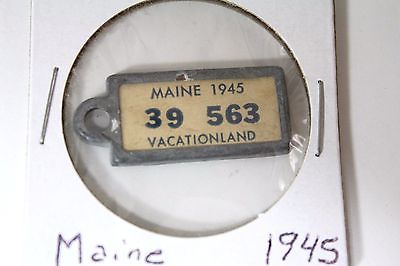 MAINE 1945
39 563
VACATIONLAND
Maine 1945